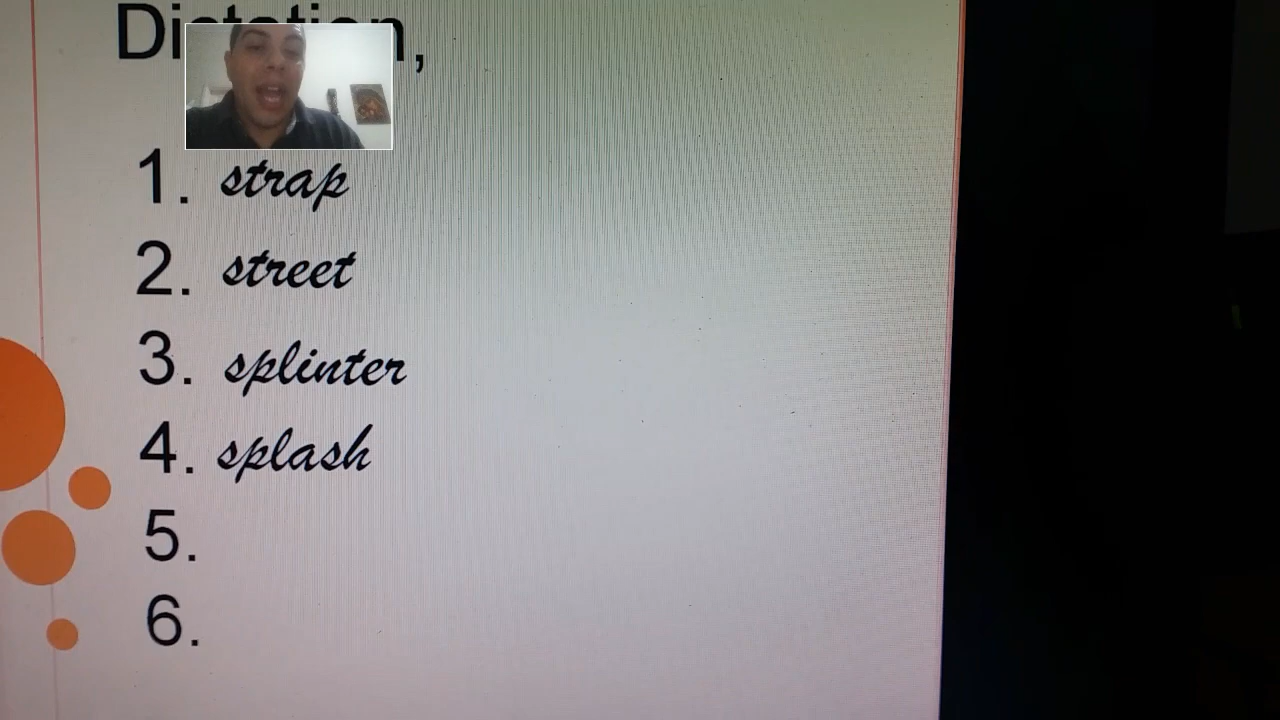 1. strap
2. street
3. splinter
4. splash
5.
6.